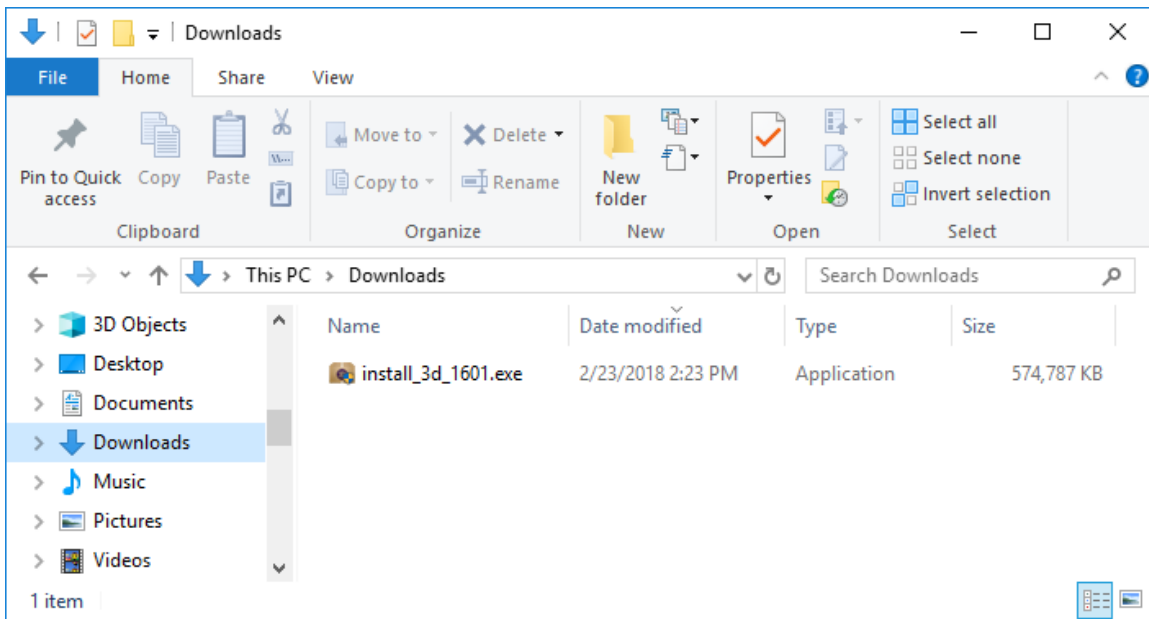 Downloads
File Home Share View
Pin to Quick access
Copy
Paste
Move to
Copy to
Delete
Rename
New folder
Properties
Select all
Select none
Invert selection
Clipboard Organize New Open Select
This PC > Downloads
Search Downloads
3D Objects
Desktop
Documents
Downloads
Music
Pictures
Videos
Name Date modified Type Size
install_3d_1601.exe 2/23/2018 2:23 PM Application 574,787 KB
1 item